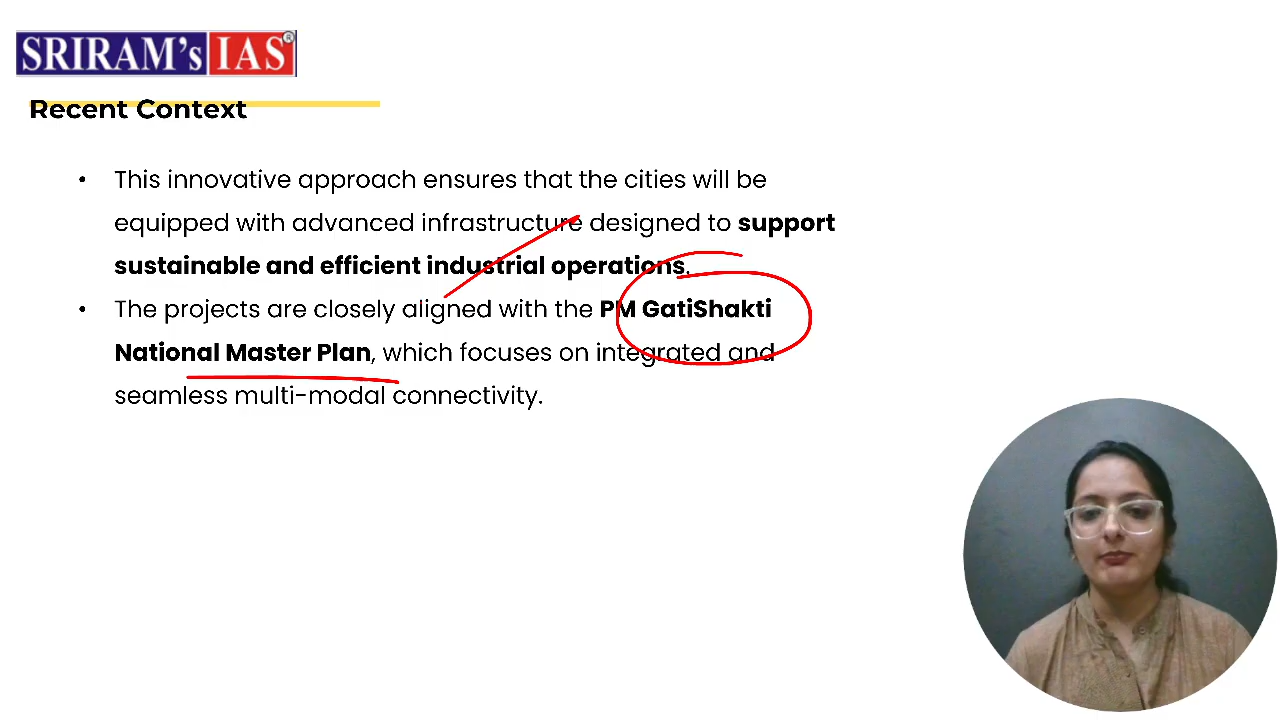 SRIRAM's IAS®
Recent Context
• This innovative approach ensures that the cities will be
equipped with advanced infrastructure designed to support
sustainable and efficient industrial operations.
• The projects are closely aligned with the PM GatiShakti
National Master Plan, which focuses on integrated and
seamless multi-modal connectivity.